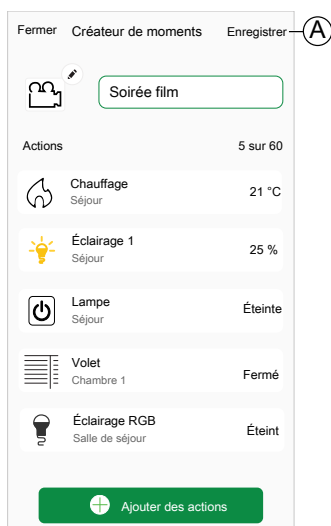 Fermer Créateur de moments Enregistrer A
Soirée film
Actions 5 sur 60
Chauffage
Séjour
21 °C
Éclairage 1
Séjour
25 %
Lampe
Séjour
Éteinte
Volet
Chambre 1
Fermé
Éclairage RGB
Salle de séjour
Éteint
Ajouter des actions